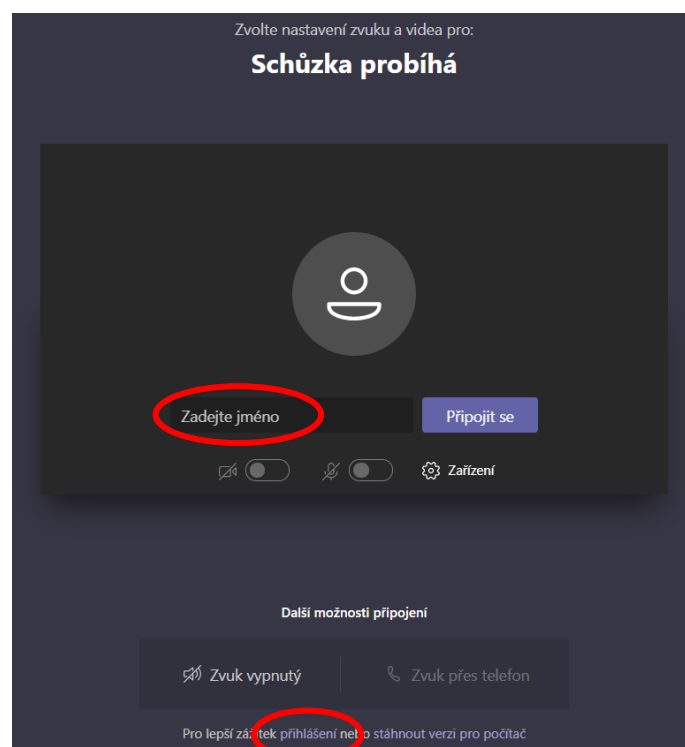 Zvolte nastavení zvuku a videa pro:
Schůzka probíhá
Zadejte jméno
Připojit se
Zařízení
Další možnosti připojení
Zvuk vypnutý
Zvuk přes telefon
Pro lepší zážitek přihlášení nebo stáhnout verzi pro počítač